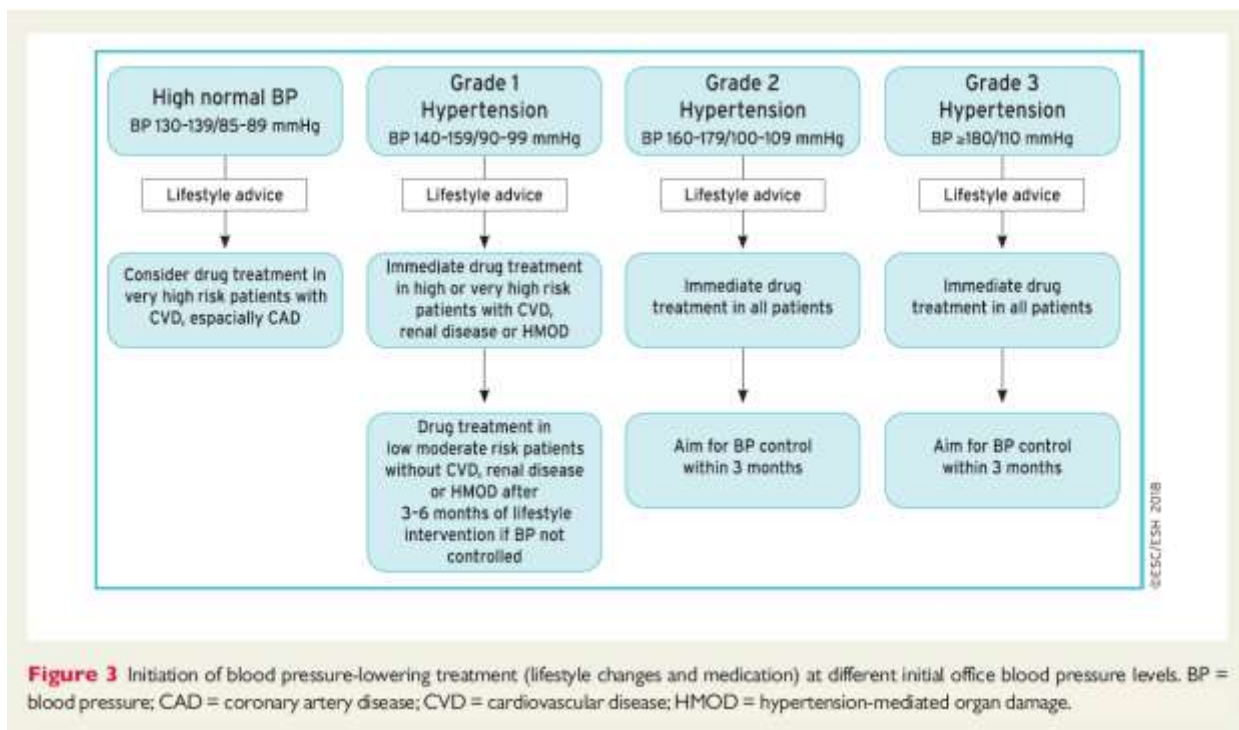 High normal BP
BP 130-139/85-89 mmHg
Lifestyle advice
Consider drug treatment in
very high risk patients with
CVD, espacially CAD
Grade 1
Hypertension
BP 140-159/90-99 mmHg
Lifestyle advice
Immediate drug treatment
in high or very high risk
patients with CVD,
renal disease or HMOD
Drug treatment in
low moderate risk patients
without CVD, renal disease
or HMOD after
3-6 months of lifestyle
intervention if BP not
controlled
Grade 2
Hypertension
BP 160-179/100-109 mmHg
Lifestyle advice
Immediate drug
treatment in all patients
Aim for BP control
within 3 months
Grade 3
Hypertension
BP ≥180/110 mmHg
Lifestyle advice
Immediate drug
treatment in all patients
Aim for BP control
within 3 months
©ESC/ESH 2018
Figure 3 Initiation of blood pressure-lowering treatment (lifestyle changes and medication) at different initial office blood pressure levels. BP =
blood pressure; CAD = coronary artery disease; CVD = cardiovascular disease; HMOD = hypertension-mediated organ damage.